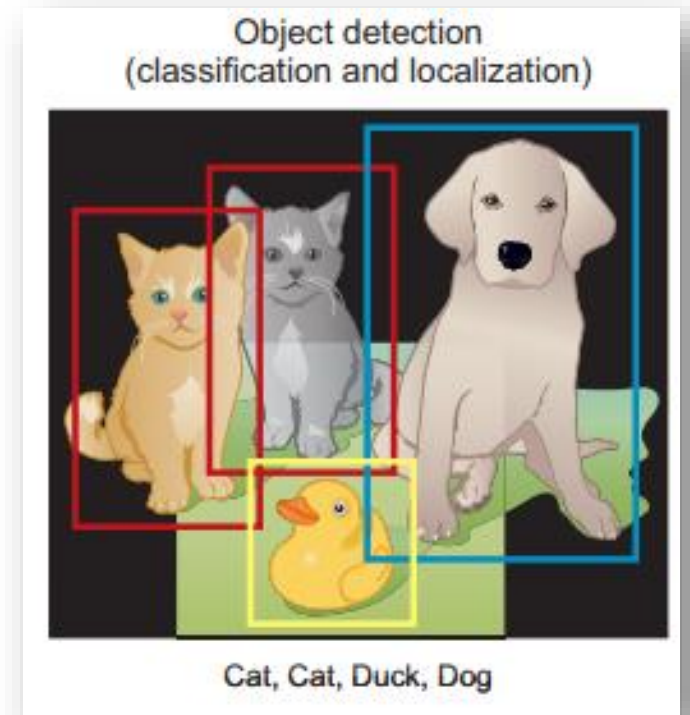 Object detection
(classification and localization)
Cat, Cat, Duck, Dog